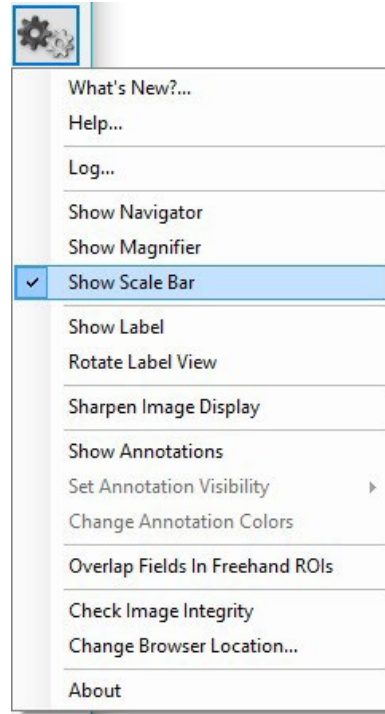 What's New?...
Help...
Log...
Show Navigator
Show Magnifier
Show Scale Bar
Show Label
Rotate Label View
Sharpen Image Display
Show Annotations
Set Annotation Visibility
Change Annotation Colors
Overlap Fields In Freehand ROIs
Check Image Integrity
Change Browser Location...
About